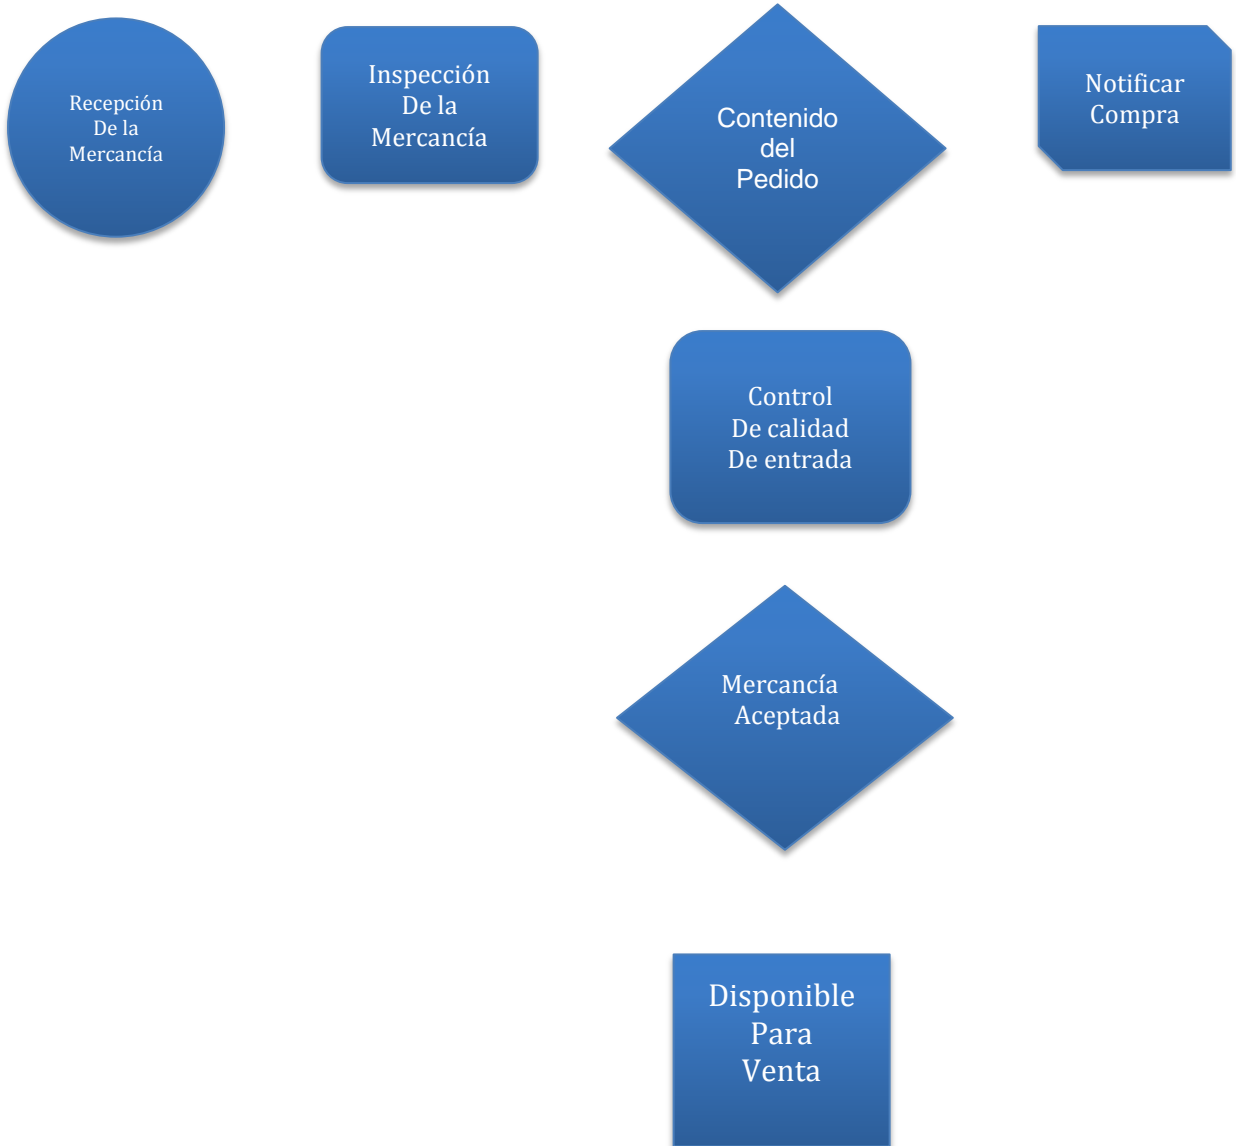 Recepción
De la
Mercancía
Inspección
De la
Mercancía
Contenido
del
Pedido
Notificar
Compra
Control
De calidad
De entrada
Mercancía
Aceptada
Disponible
Para
Venta